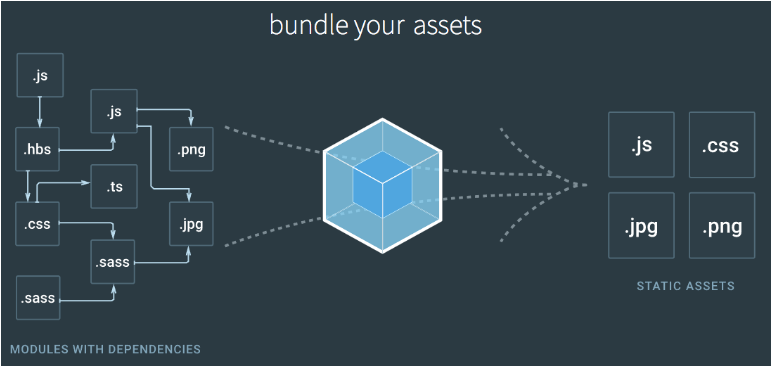 bundle your assets
.js
.js
.hbs
.png
.ts
.css
.jpg
.sass
.sass
MODULES WITH DEPENDENCIES
.js
.css
.jpg
.png
STATIC ASSETS